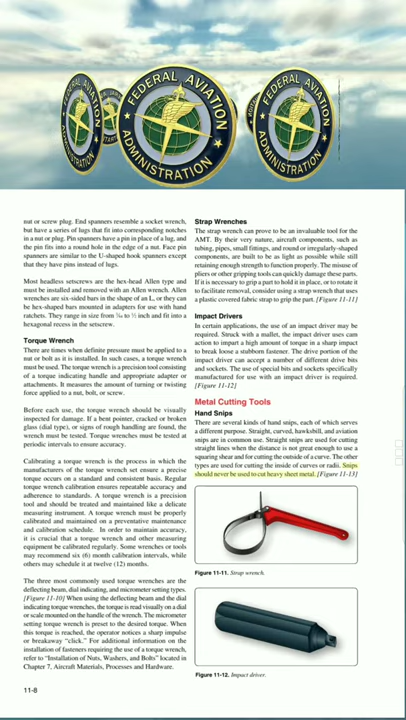 FEDERAL AVIATION
ADMINISTRATION
FEDERAL AVIATION
ADMINISTRATION
nut or screw plug. End spanners resemble a socket wrench,
but have a series of lugs that fit into corresponding notches
in a nut or plug. Pin spanners have a pin in place of a lug, and
the pin fits into a round hole in the edge of a nut. Face pin
spanners are similar to the U-shaped hook spanners except
that they have pins instead of lugs.
Most headless setscrews are the hex-head Allen type and
must be installed and removed with an Allen wrench. Allen
wrenches are six-sided bars in the shape of an L, or they can
be hex-shaped bars mounted in adapters for use with hand
ratchets. They range in size from 3⁄64 to ½ inch and fit into a
hexagonal recess in the setscrew.
Torque Wrench
There are times when definite pressure must be applied to a
nut or bolt as it is installed. In such cases, a torque wrench
must be used. The torque wrench is a precision tool consisting
of a torque indicating handle and appropriate adapter or
attachments. It measures the amount of turning or twisting
force applied to a nut, bolt, or screw.
Before each use, the torque wrench should be visually
inspected for damage. If a bent pointer, cracked or broken
glass (dial type), or signs of rough handling are found, the
wrench must be tested. Torque wrenches must be tested at
periodic intervals to ensure accuracy.
Calibrating a torque wrench is the process in which the
manufacturers of the torque wrench set ensure a precise
torque occurs on a standard and consistent basis. Regular
torque wrench calibration ensures repeatable accuracy and
adherence to standards. A torque wrench is a precision
tool and should be treated and maintained like a delicate
measuring instrument. A torque wrench must be properly
calibrated and maintained on a preventative maintenance
and calibration schedule. In order to maintain accuracy,
it is crucial that a torque wrench and other measuring
equipment be calibrated regularly. Some wrenches or tools
may recommend six (6) month calibration intervals, while
others may schedule it at twelve (12) months.
The three most commonly used torque wrenches are the
deflecting beam, dial indicating, and micrometer setting types.
[Figure 11-10] When using the deflecting beam and the dial
indicating torque wrenches, the torque is read visually on a dial
or scale mounted on the handle of the wrench. The micrometer
setting torque wrench is preset to the desired torque. When
this torque is reached, the operator notices a sharp impulse
or breakaway “click.” For additional information on the
installation of fasteners requiring the use of a torque wrench,
refer to “Installation of Nuts, Washers, and Bolts” located in
Chapter 7, Aircraft Materials, Processes and Hardware.
11-8
Strap Wrenches
The strap wrench can prove to be an invaluable tool for the
AMT. By their very nature, aircraft components, such as
tubing, pipes, small fittings, and round or irregularly-shaped
components, are built to be as light as possible while still
retaining enough strength to function properly. The misuse of
pliers or other gripping tools can quickly damage these parts.
If it is necessary to grip a part to hold it in place, or to rotate it
to facilitate removal, consider using a strap wrench that uses
a plastic covered fabric strap to grip the part. [Figure 11-11]
Impact Drivers
In certain applications, the use of an impact driver may be
required. Struck with a mallet, the impact driver uses cam
action to impart a high amount of torque in a sharp impact
to break loose a stubborn fastener. The drive portion of the
impact driver can accept a number of different drive bits
and sockets. The use of special bits and sockets specifically
manufactured for use with an impact driver is required.
[Figure 11-12]
Metal Cutting Tools
Hand Snips
There are several kinds of hand snips, each of which serves
a different purpose. Straight, curved, hawksbill, and aviation
snips are in common use. Straight snips are used for cutting
straight lines when the distance is not great enough to use a
squaring shear and for cutting the outside of a curve. The other
types are used for cutting the inside of curves or radii. Snips
should never be used to cut heavy sheet metal. [Figure 11-13]
Figure 11-11. Strap wrench.
Figure 11-12. Impact driver.